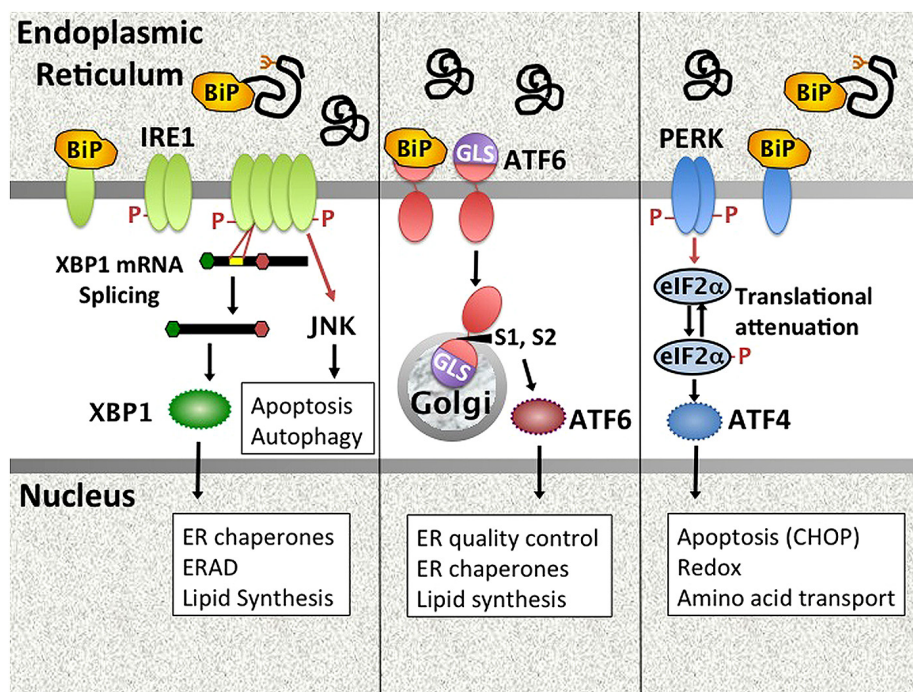 Endoplasmic
Reticulum
BiP
BiP
IRE1
P
P
P
XBP1 mRNA
Splicing
JNK
XBP1
Apoptosis
Autophagy
BiP
GLS
ATF6
S1, S2
GLS
Golgi
ATF6
PERK
BiP
BiP
P
P
eIF2α
Translational
attenuation
eIF2α
P
ATF4
Nucleus
ER chaperones
ERAD
Lipid Synthesis
ER quality control
ER chaperones
Lipid synthesis
Apoptosis (CHOP)
Redox
Amino acid transport